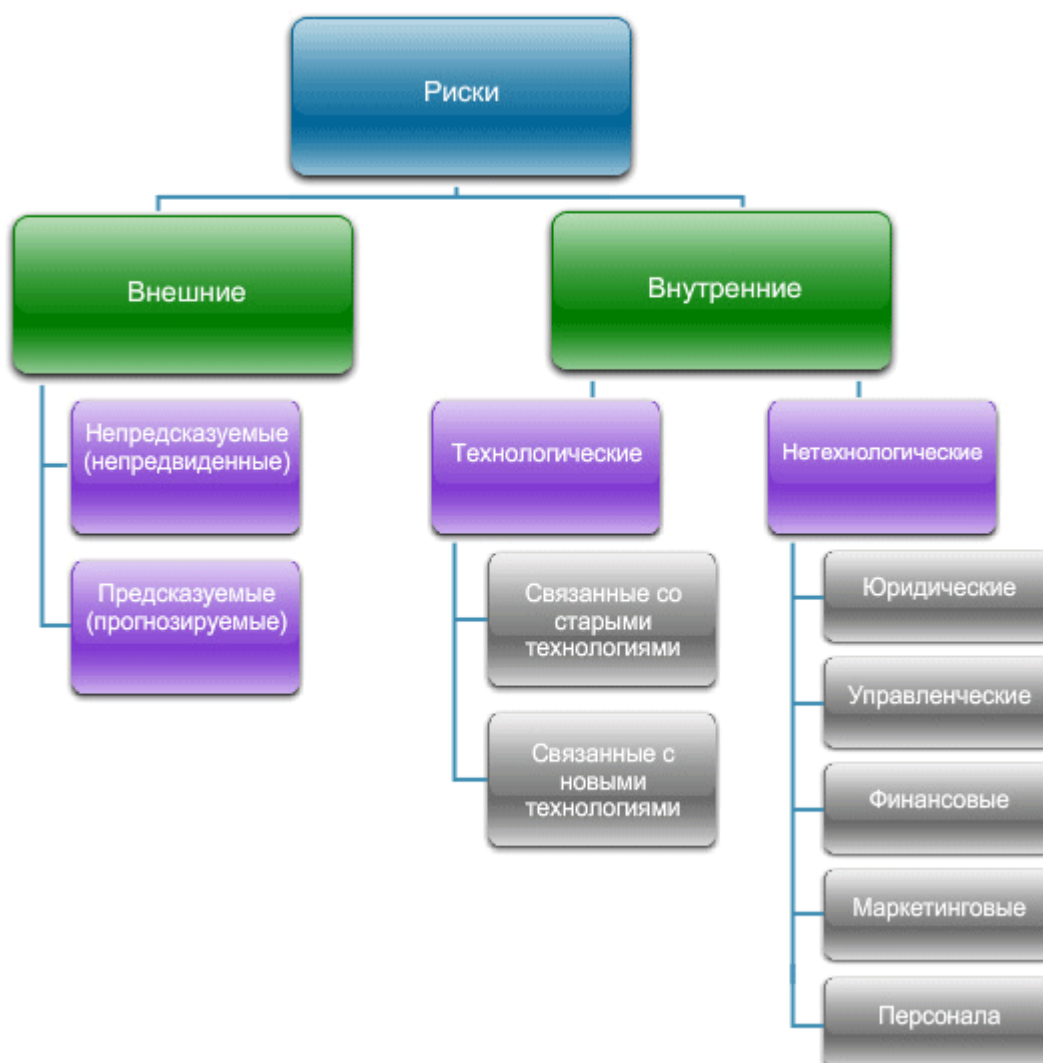 Риски
Внешние
Непредсказуемые
(непредвиденные)
Предсказуемые
(прогнозируемые)
Внутренние
Технологические
Связанные со
старыми
технологиями
Связанные с
новыми
технологиями
Нетехнологические
Юридические
Управленческие
Финансовые
Маркетинговые
Персонала